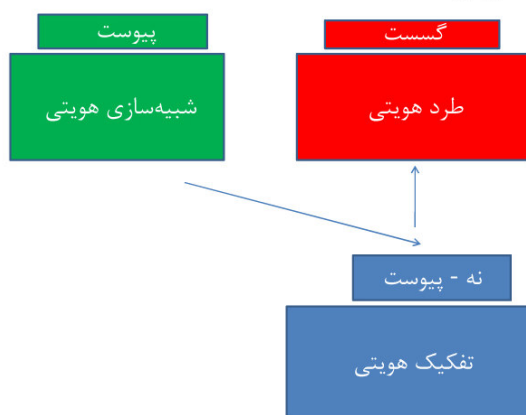 گسست
طرد هویتی
پیوست
شبیه‌سازی هویتی
نه - پیوست
تفکیک هویتی